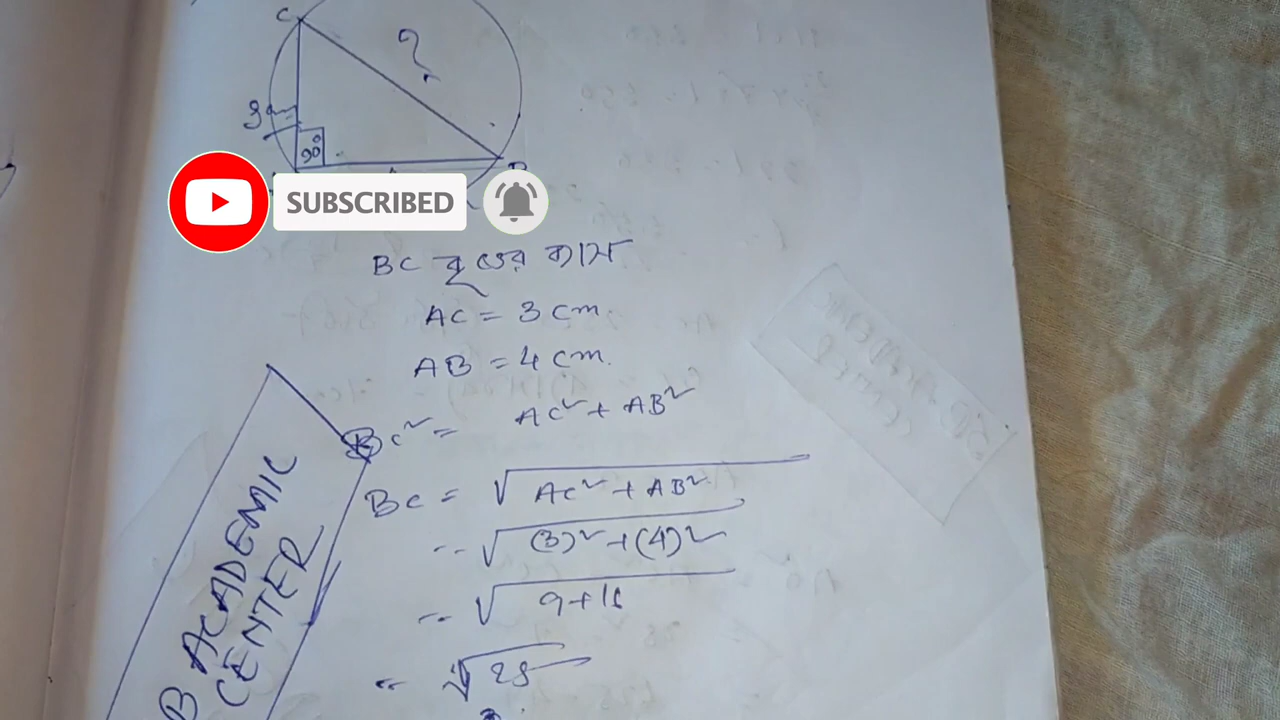 C
?
3
90°
B
SUBSCRIBED
BC বৃত্তের ব্যাস
AC = 3 cm
AB = 4 cm.
BC² = AC² + AB²
BC = √AC² + AB²
= √(3)² + (4)²
= √9 + 16
= √25
B ACADEMIC
CENTER